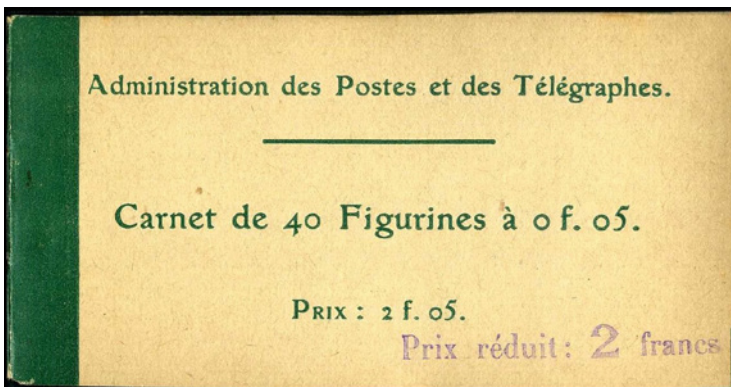 Administration des Postes et des Télégraphes.
Carnet de 40 Figurines à 0 f. 05.
PRIX : 2 f. 05.
Prix réduit: 2 francs